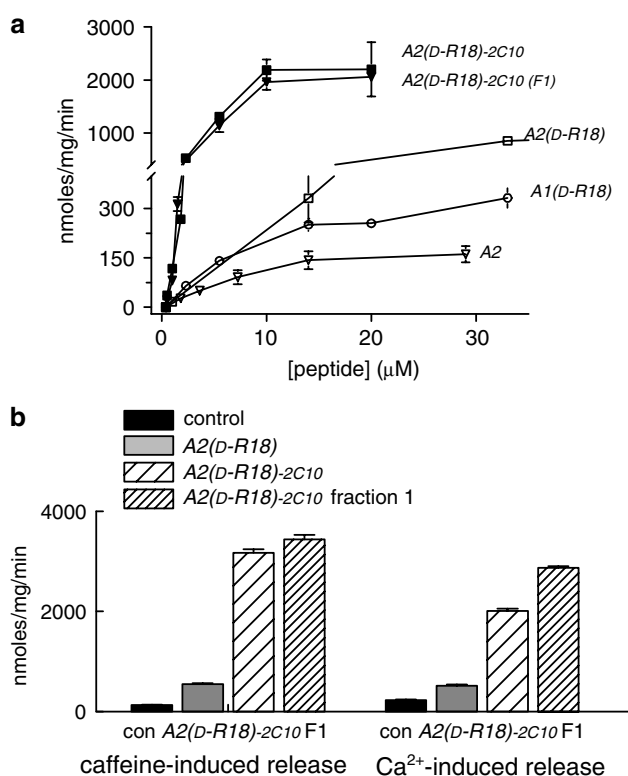 a
3000
2000
1000
300
150
0
nmoles/mg/min
A2(D-R18)-2C10
A2(D-R18)-2C10 (F1)
A2(D-R18)
A1(D-R18)
A2
0 10 20 30
[peptide] (μM)
b
control
A2(D-R18)
A2(D-R18)-2C10
A2(D-R18)-2C10 fraction 1
4000
2000
0
nmoles/mg/min
con A2(D-R18)-2C10 F1 con A2(D-R18)-2C10 F1
caffeine-induced release Ca²⁺-induced release